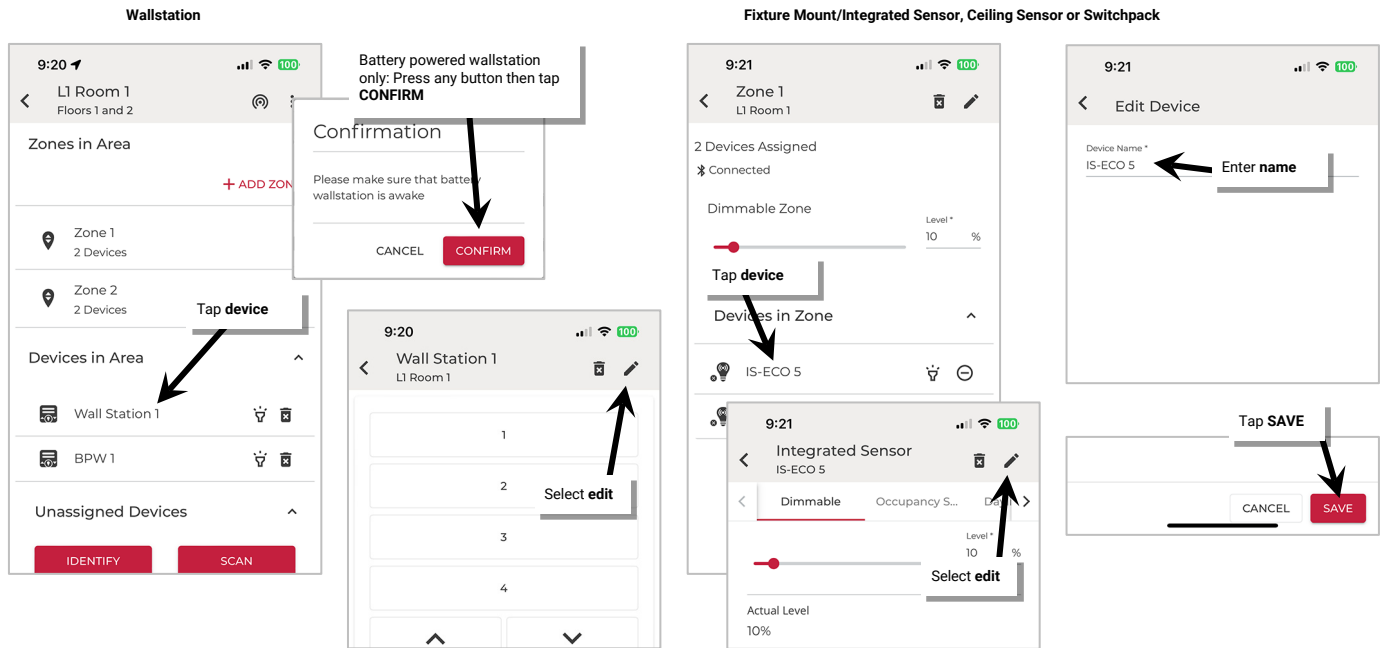 Wallstation
9:20
100
L1 Room 1
Floors 1 and 2
Zones in Area
+ ADD ZON
Zone 1
2 Devices
Zone 2
2 Devices
Tap device
Devices in Area
Wall Station 1
BPW 1
Unassigned Devices
IDENTIFY
SCAN
Battery powered wallstation
only: Press any button then tap
CONFIRM
Confirmation
Please make sure that battery
wallstation is awake
CANCEL
CONFIRM
9:20
100
Wall Station 1
L1 Room 1
1
2
Select edit
3
4
Fixture Mount/Integrated Sensor, Ceiling Sensor or Switchpack
9:21
100
Zone 1
L1 Room 1
2 Devices Assigned
Connected
Dimmable Zone
Level *
10 %
Tap device
Devices in Zone
IS-ECO 5
9:21
100
Integrated Sensor
IS-ECO 5
Dimmable
Occupancy S...
Level *
10 %
Select edit
Actual Level
10%
9:21
100
Edit Device
Device Name *
IS-ECO 5
Enter name
Tap SAVE
CANCEL
SAVE